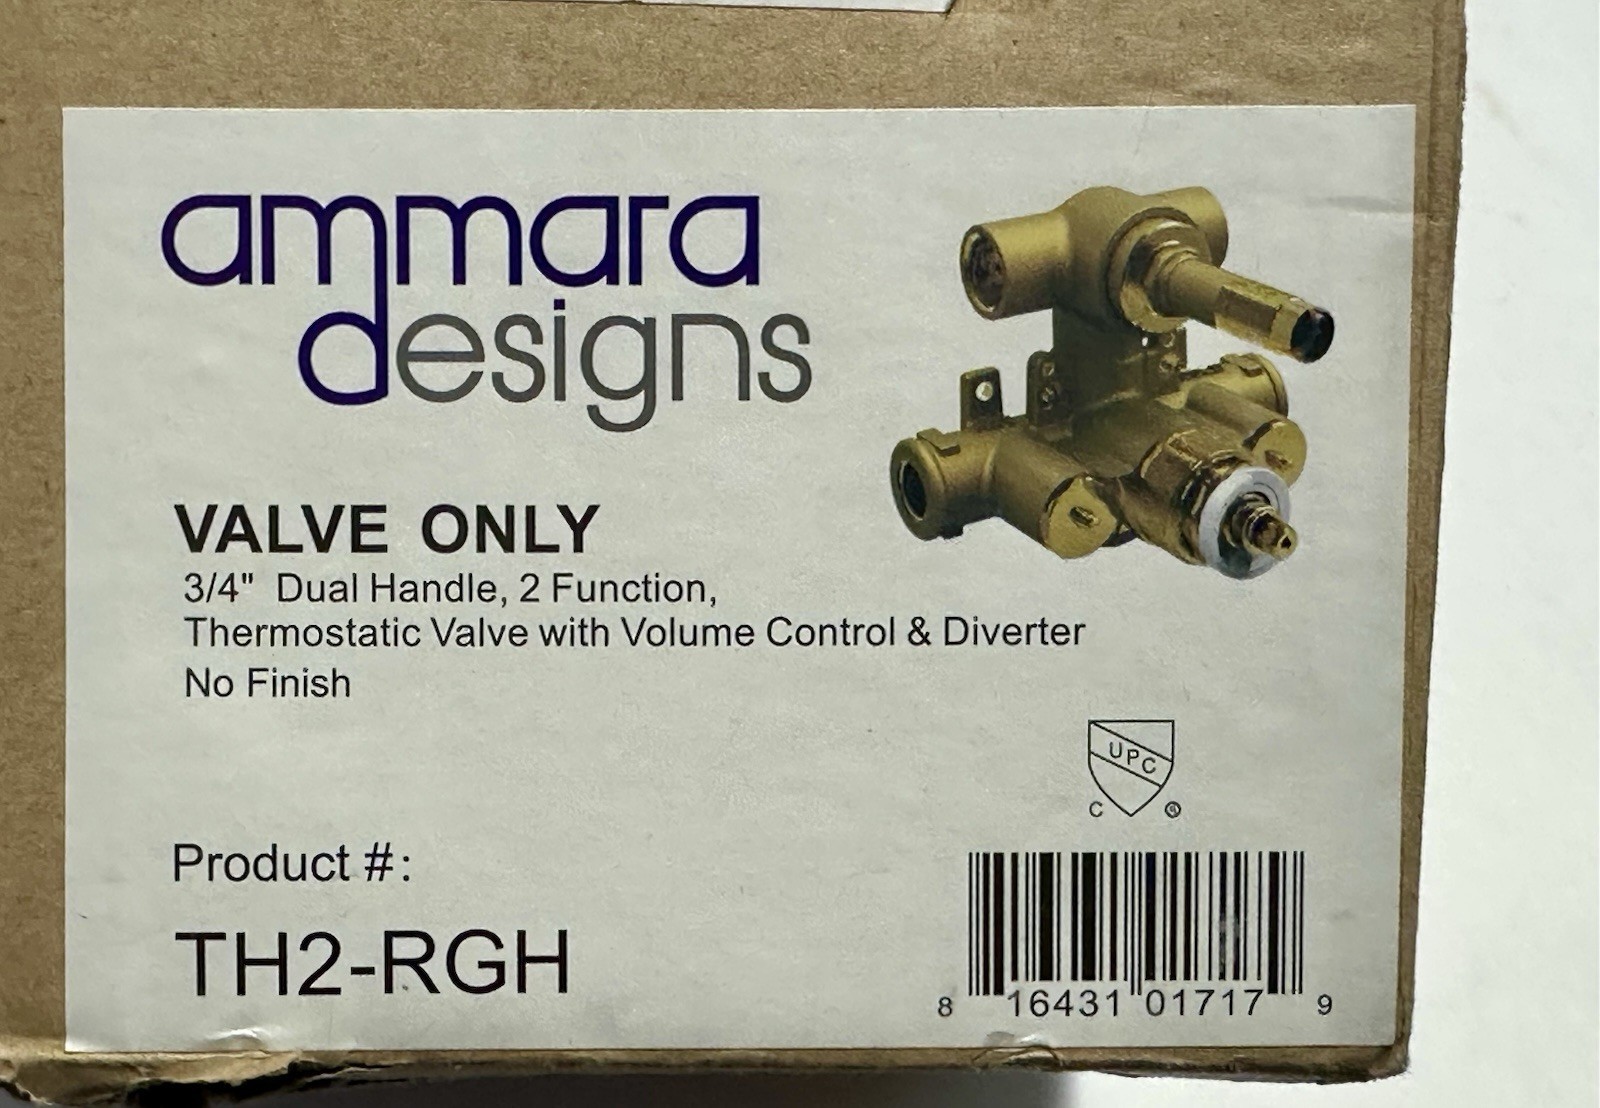 ammara
designs
VALVE ONLY
3/4" Dual Handle, 2 Function,
Thermostatic Valve with Volume Control & Diverter
No Finish
UPC
C ®
Product #:
TH2-RGH
8 16431 01717 9